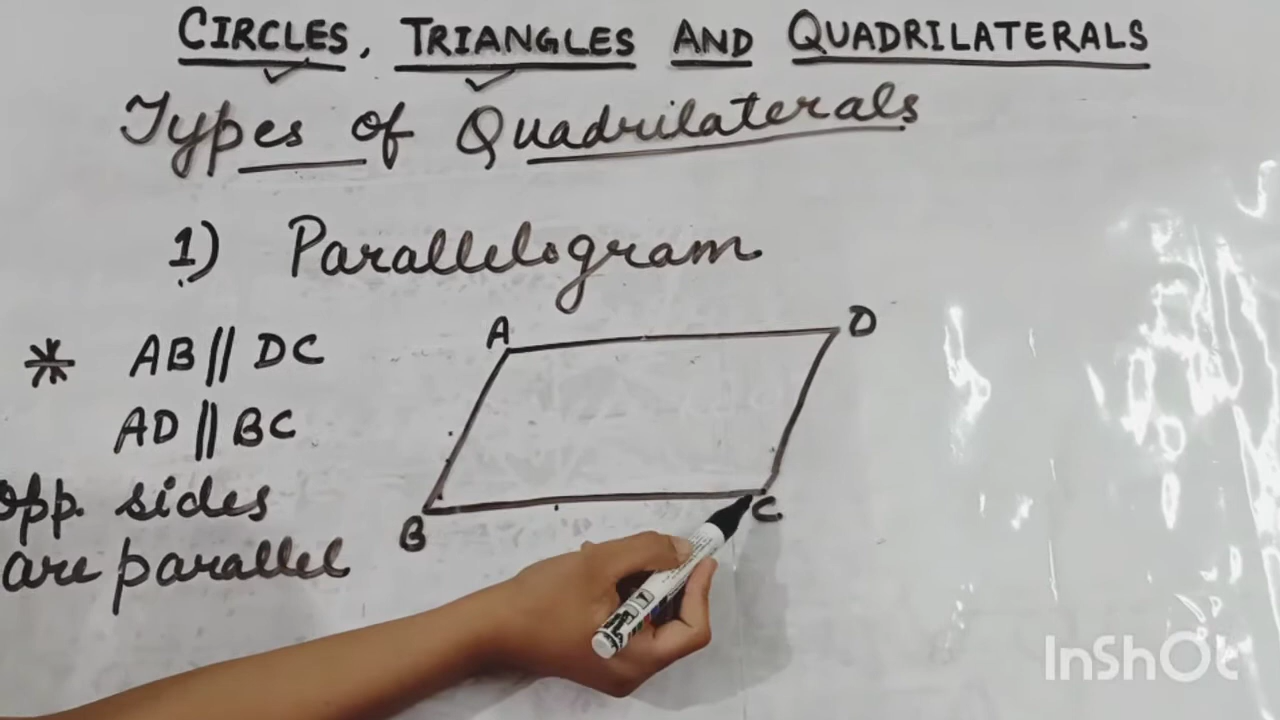 CIRCLES, TRIANGLES AND QUADRILATERALS
Types of Quadrilaterals
1) Parallelogram
A
D
* AB || DC
AD || BC
opp. sides
are parallel
B
C
InShOt